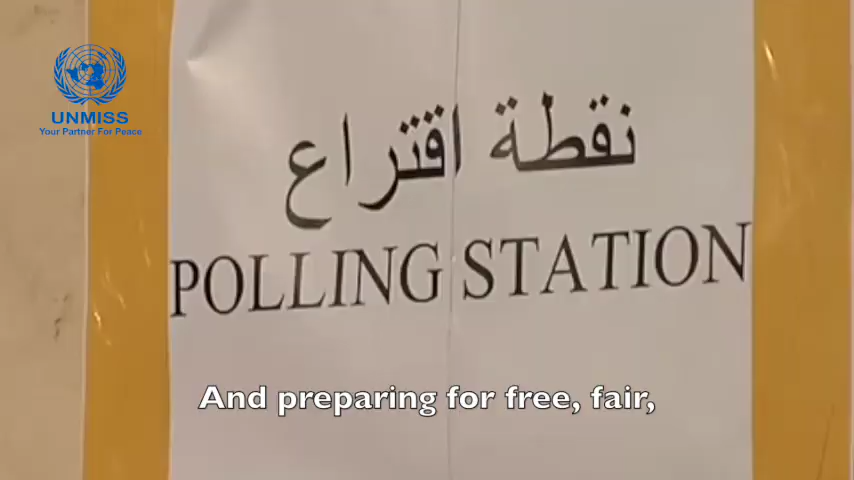 UNMISS
Your Partner For Peace
نقطة اقتراع
POLLING STATION
And preparing for free, fair,